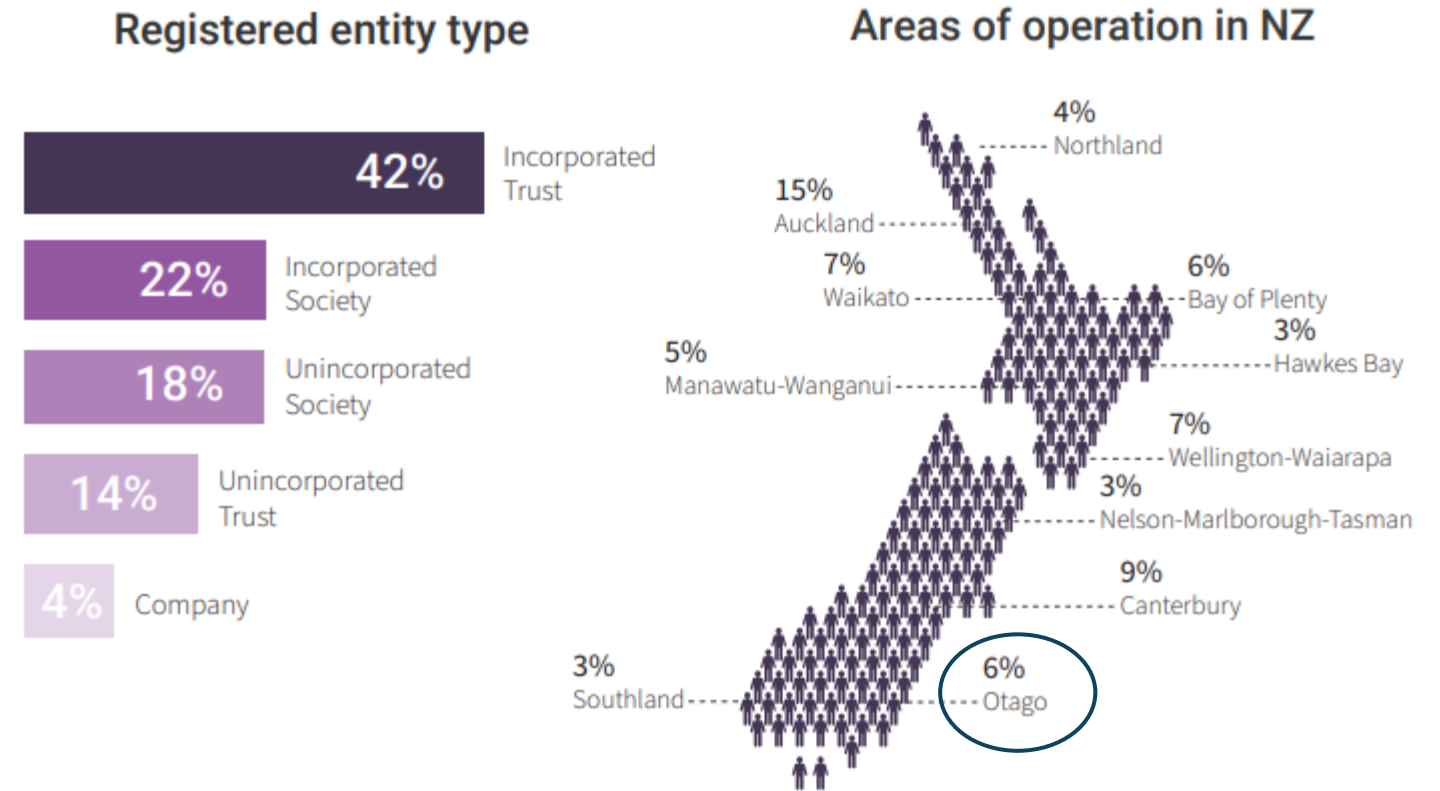 Registered entity type
42%
Incorporated
Trust
22%
Incorporated
Society
18%
Unincorporated
Society
14%
Unincorporated
Trust
4%
Company
Areas of operation in NZ
4%
Northland
15%
Auckland
7%
Waikato
6%
Bay of Plenty
3%
Hawkes Bay
5%
Manawatu-Wanganui
7%
Wellington-Waiarapa
3%
Nelson-Marlborough-Tasman
9%
Canterbury
6%
Otago
3%
Southland